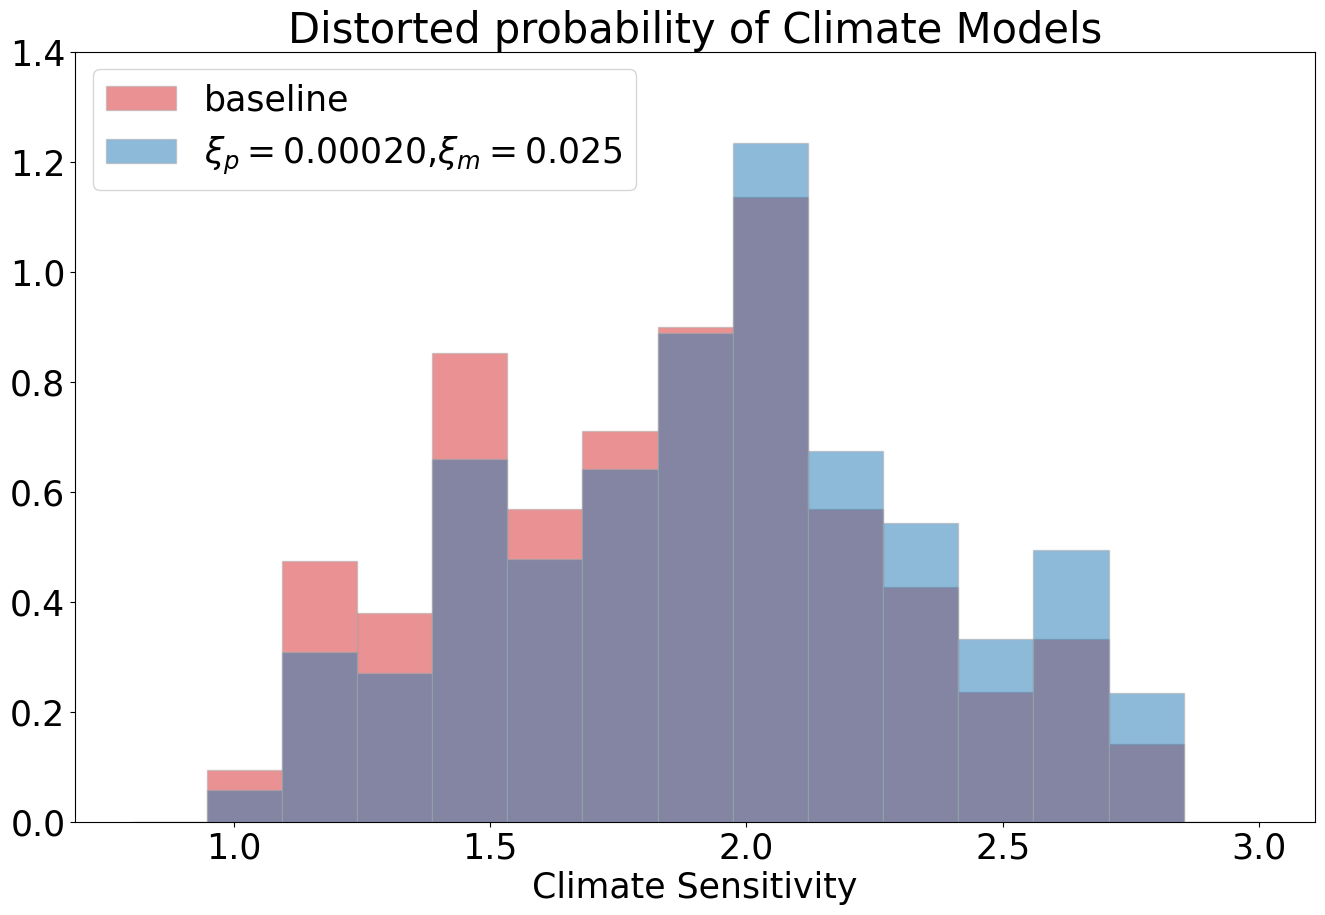 Distorted probability of Climate Models
baseline
ξₚ = 0.00020,ξₘ = 0.025
1.4
1.2
1.0
0.8
0.6
0.4
0.2
0.0
1.0 1.5 2.0 2.5 3.0
Climate Sensitivity